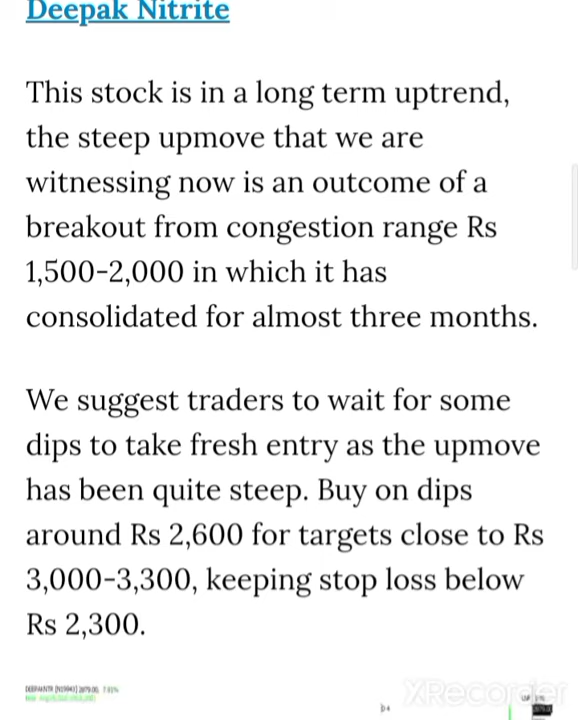 Deepak Nitrite
This stock is in a long term uptrend,
the steep upmove that we are
witnessing now is an outcome of a
breakout from congestion range Rs
1,500-2,000 in which it has
consolidated for almost three months.
We suggest traders to wait for some
dips to take fresh entry as the upmove
has been quite steep. Buy on dips
around Rs 2,600 for targets close to Rs
3,000-3,300, keeping stop loss below
Rs 2,300.
XRecorder